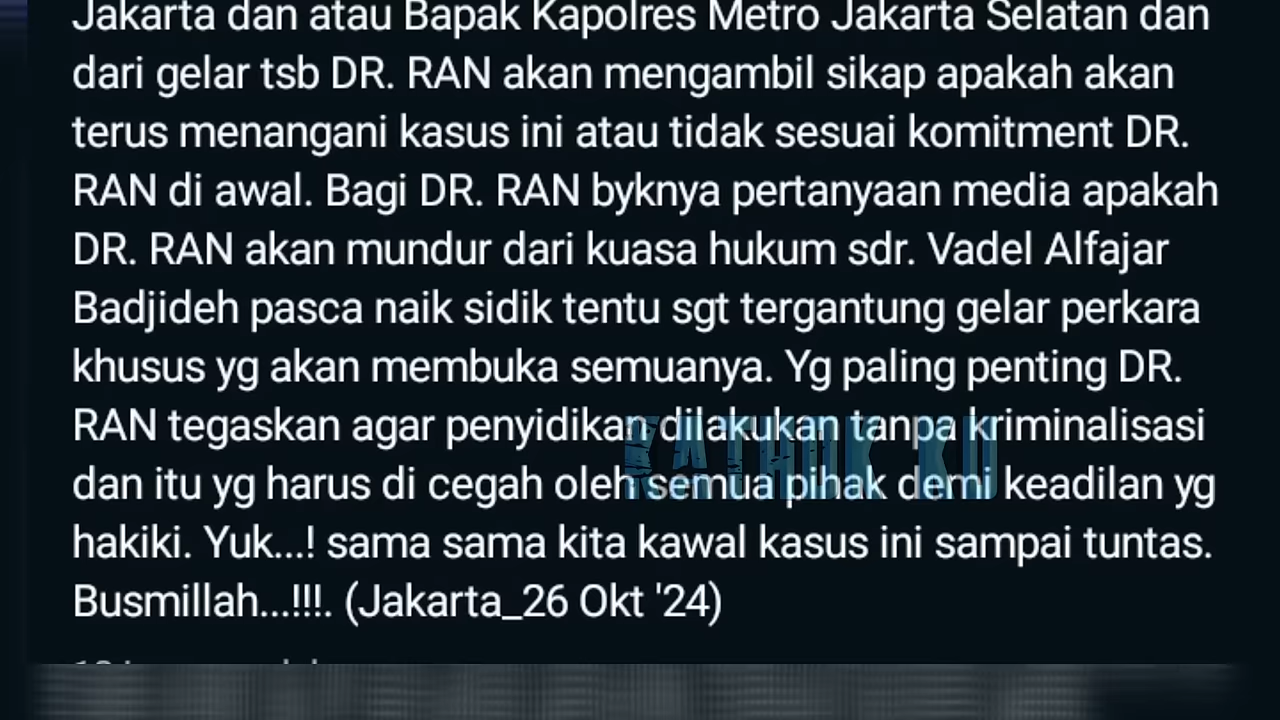 Jakarta dan atau Bapak Kapolres Metro Jakarta Selatan dan
dari gelar tsb DR. RAN akan mengambil sikap apakah akan
terus menangani kasus ini atau tidak sesuai komitment DR.
RAN di awal. Bagi DR. RAN byknya pertanyaan media apakah
DR. RAN akan mundur dari kuasa hukum sdr. Vadel Alfajar
Badjideh pasca naik sidik tentu sgt tergantung gelar perkara
khusus yg akan membuka semuanya. Yg paling penting DR.
RAN tegaskan agar penyidikan dilakukan tanpa kriminalisasi
KATHOK KU
dan itu yg harus di cegah oleh semua pihak demi keadilan yg
hakiki. Yuk...! sama sama kita kawal kasus ini sampai tuntas.
Busmillah...!!!. (Jakarta_26 Okt '24)